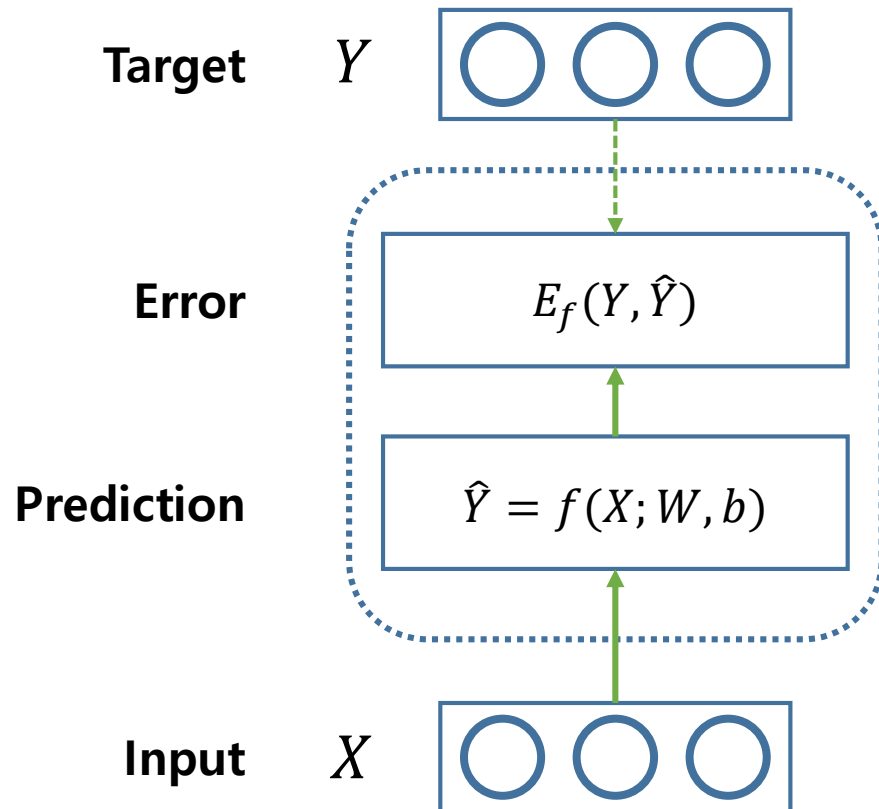 Target Y
Error E_f(Y, Ŷ)
Prediction Ŷ = f(X; W, b)
Input X